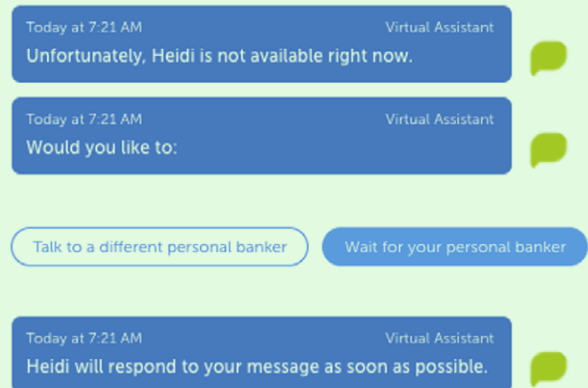 Today at 7:21 AM Virtual Assistant
Unfortunately, Heidi is not available right now.
Today at 7:21 AM Virtual Assistant
Would you like to:
Talk to a different personal banker Wait for your personal banker
Today at 7:21 AM Virtual Assistant
Heidi will respond to your message as soon as possible.